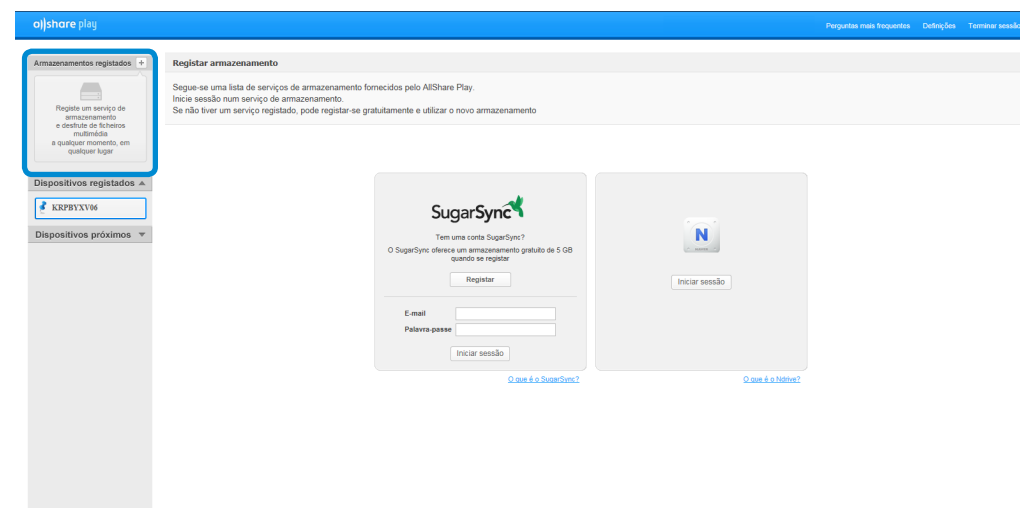 allshare play
Perguntas mais frequentes Definições Terminar sessão
Armazenamentos registados +
Registe um serviço de
armazenamento
e desfrute de ficheiros
multimédia
a qualquer momento, em
qualquer lugar
Dispositivos registados
KRPBYXV06
Dispositivos próximos
Registar armazenamento
Segue-se uma lista de serviços de armazenamento fornecidos pelo AllShare Play.
Inicie sessão num serviço de armazenamento.
Se não tiver um serviço registado, pode registar-se gratuitamente e utilizar o novo armazenamento
SugarSync
Tem uma conta SugarSync?
O SugarSync oferece um armazenamento gratuito de 5 GB
quando se registar
Registar
E-mail
Palavra-passe
Iniciar sessão
O que é o SugarSync?
N
Iniciar sessão
O que é o Ndrive?